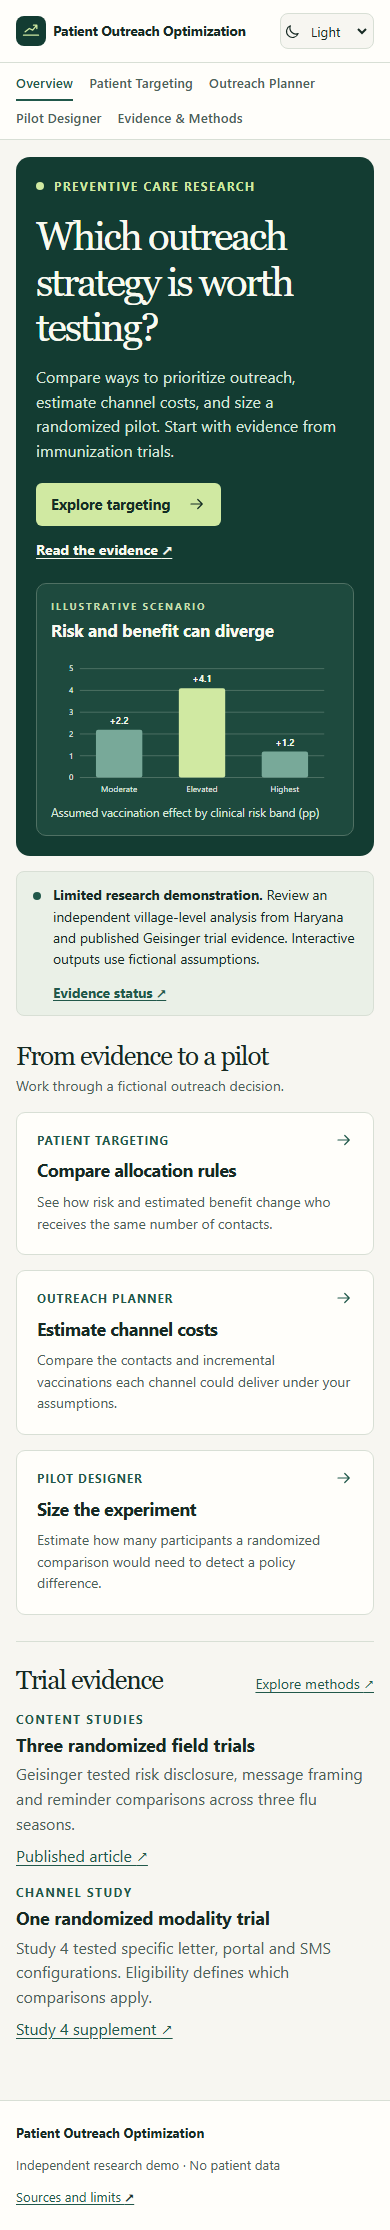 Patient Outreach Optimization
Light
Overview Patient Targeting Outreach Planner
Pilot Designer Evidence & Methods
PREVENTIVE CARE RESEARCH
Which outreach
strategy is worth
testing?
Compare ways to prioritize outreach,
estimate channel costs, and size a
randomized pilot. Start with evidence from
immunization trials.
Explore targeting →
Read the evidence ↗
ILLUSTRATIVE SCENARIO
Risk and benefit can diverge
5
4
3
2
1
0
+2.2
+4.1
+1.2
Moderate Elevated Highest
Assumed vaccination effect by clinical risk band (pp)
Limited research demonstration. Review an
independent village-level analysis from Haryana
and published Geisinger trial evidence. Interactive
outputs use fictional assumptions.
Evidence status ↗
From evidence to a pilot
Work through a fictional outreach decision.
PATIENT TARGETING →
Compare allocation rules
See how risk and estimated benefit change who
receives the same number of contacts.
OUTREACH PLANNER →
Estimate channel costs
Compare the contacts and incremental
vaccinations each channel could deliver under your
assumptions.
PILOT DESIGNER →
Size the experiment
Estimate how many participants a randomized
comparison would need to detect a policy
difference.
Trial evidence Explore methods ↗
CONTENT STUDIES
Three randomized field trials
Geisinger tested risk disclosure, message framing
and reminder comparisons across three flu
seasons.
Published article ↗
CHANNEL STUDY
One randomized modality trial
Study 4 tested specific letter, portal and SMS
configurations. Eligibility defines which
comparisons apply.
Study 4 supplement ↗
Patient Outreach Optimization
Independent research demo · No patient data
Sources and limits ↗